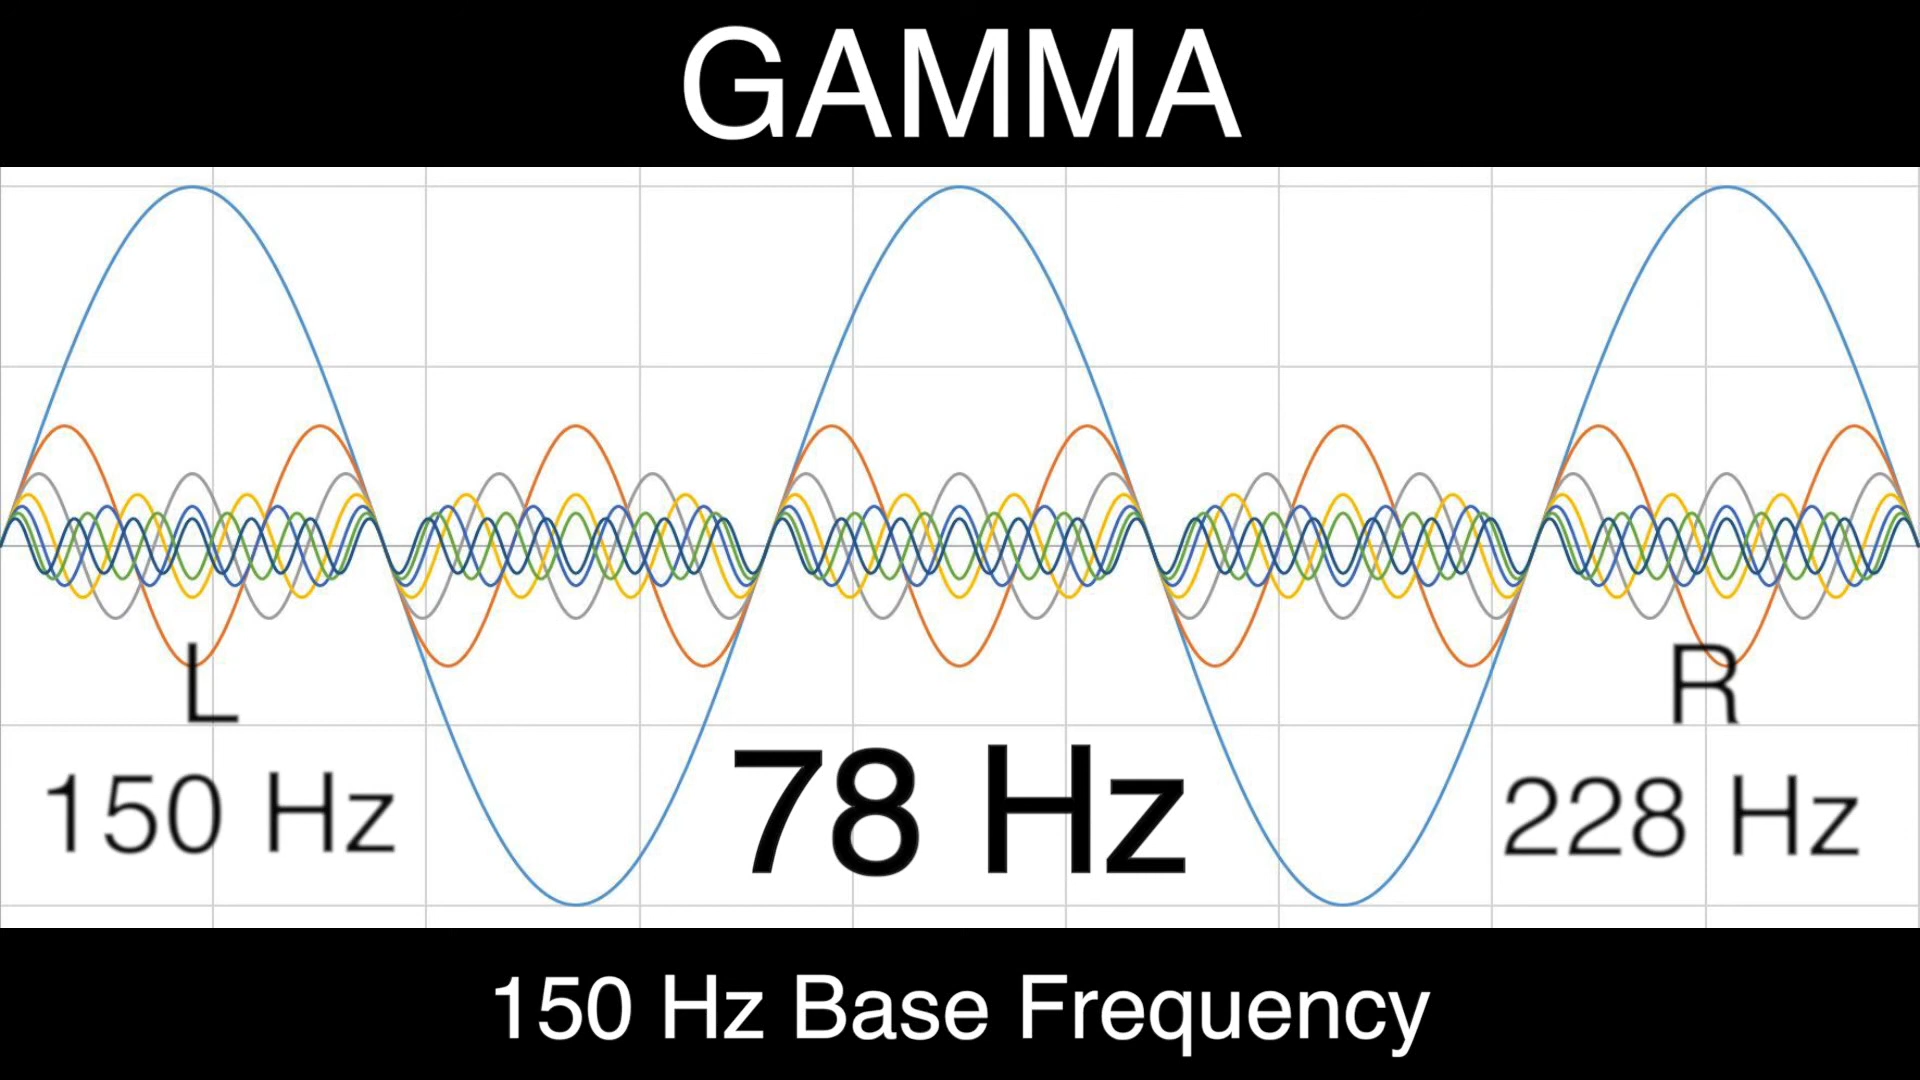 GAMMA
L
R
150 Hz
78 Hz
228 Hz
150 Hz Base Frequency